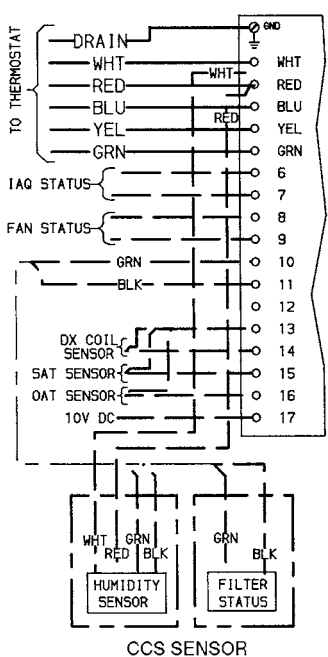 GND
DRAIN
WHT WHT
WHT
RED RED
BLU BLU
RED
YEL YEL
GRN GRN
TO THERMOSTAT
6
IAQ STATUS
7
8
FAN STATUS
9
GRN 10
BLK 11
12
13
DX COIL
SENSOR 14
SAT SENSOR 15
OAT SENSOR 16
10V DC 17
WHT GRN GRN
RED BLK BLK
HUMIDITY
SENSOR
FILTER
STATUS
CCS SENSOR